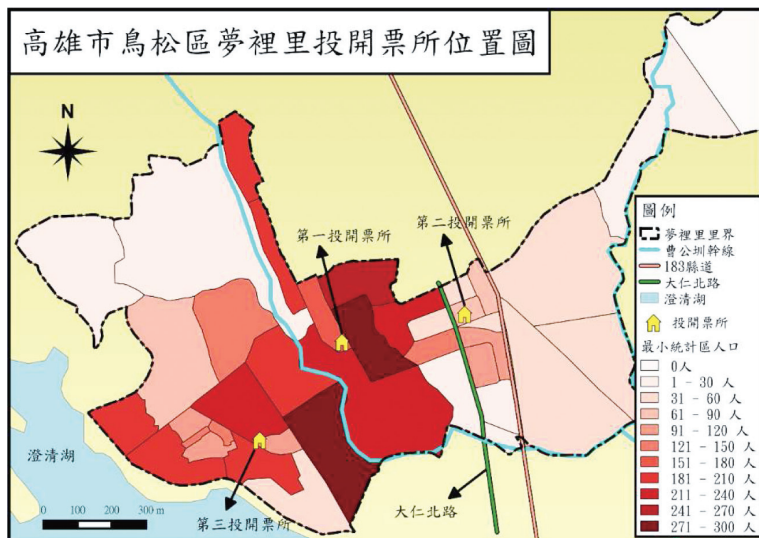 高雄市鳥松區夢裡里投開票所位置圖
N
第一投開票所
第二投開票所
圖例
夢裡里里界
曹公圳幹線
183縣道
大仁北路
澄清湖
投開票所
最小統計區人口
0人
1 - 30 人
31 - 60 人
61 - 90 人
91 - 120 人
121 - 150 人
151 - 180 人
181 - 210 人
211 - 240 人
241 - 270 人
271 - 300 人
澄清湖
大仁北路
第三投開票所
0 100 200 300 m